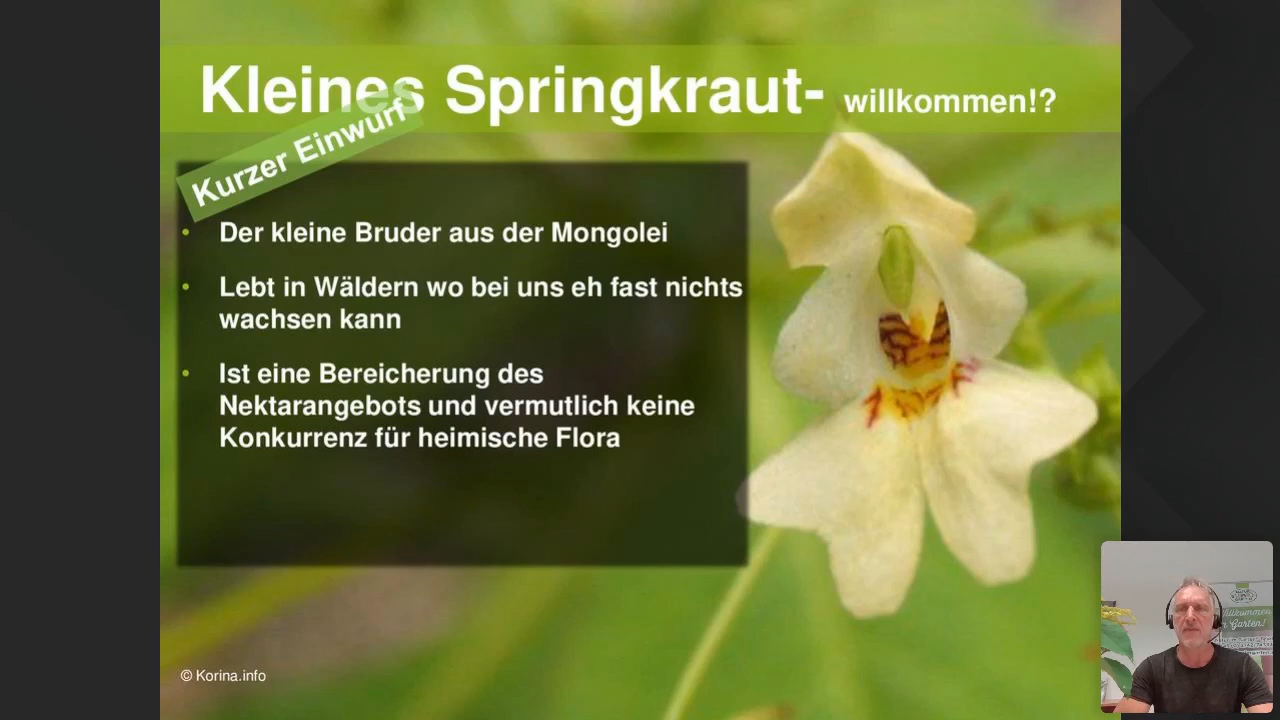 Kleines Springkraut- willkommen!?
Kurzer Einwurf
• Der kleine Bruder aus der Mongolei
• Lebt in Wäldern wo bei uns eh fast nichts
wachsen kann
• Ist eine Bereicherung des
Nektarangebots und vermutlich keine
Konkurrenz für heimische Flora
© Korina.info